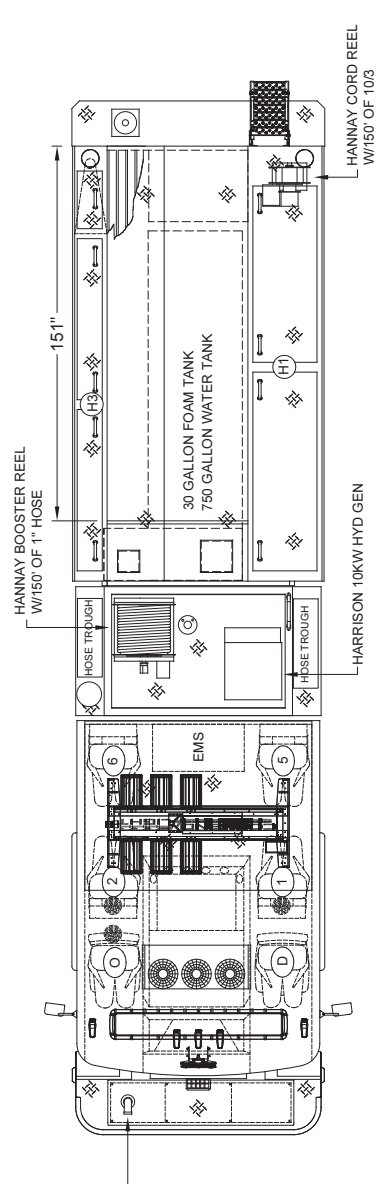 HANNAY BOOSTER REEL
W/150' OF 1" HOSE
151"
HOSE TROUGH
H3
30 GALLON FOAM TANK
750 GALLON WATER TANK
H1
HOSE TROUGH
HARRISON 10KW HYD GEN
HANNAY CORD REEL
W/150' OF 10/3
EMS
6
5
2
1
O
D